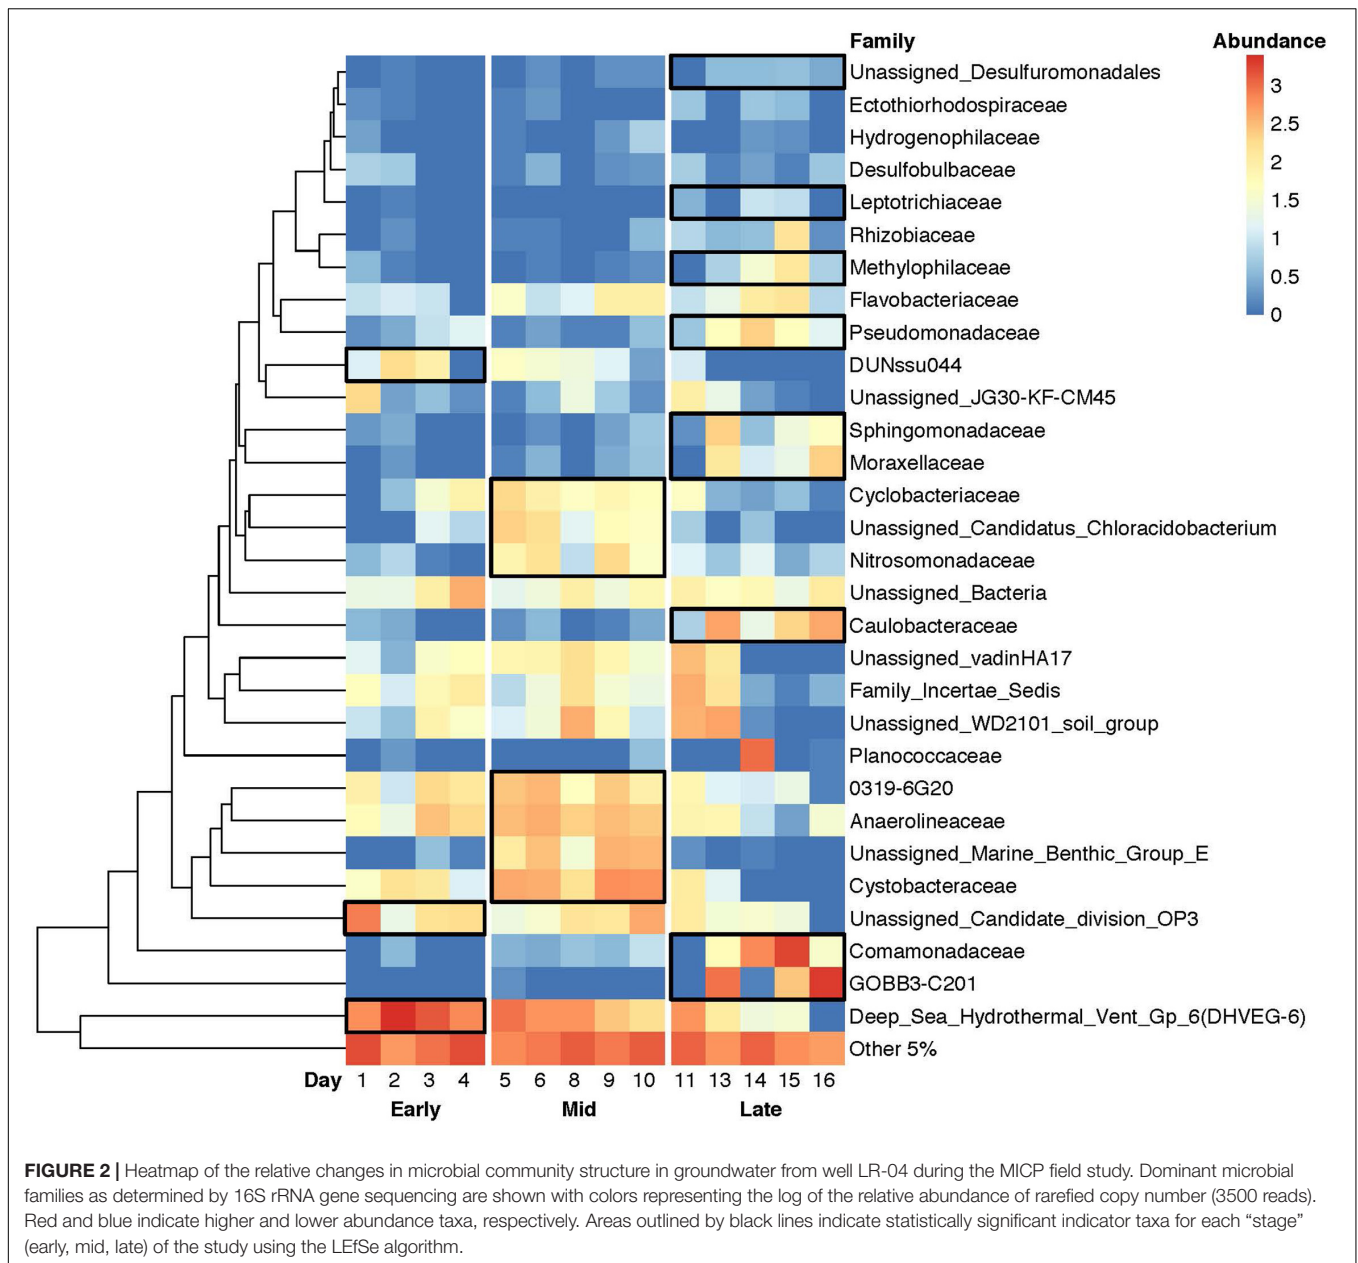 Family
Abundance
Unassigned_Desulfuromonadales
Ectothiorhodospiraceae
Hydrogenophilaceae
Desulfobulbaceae
Leptotrichiaceae
Rhizobiaceae
Methylophilaceae
Flavobacteriaceae
Pseudomonadaceae
DUNssu044
Unassigned_JG30-KF-CM45
Sphingomonadaceae
Moraxellaceae
Cyclobacteriaceae
Unassigned_Candidatus_Chloracidobacterium
Nitrosomonadaceae
Unassigned_Bacteria
Caulobacteraceae
Unassigned_vadinHA17
Family_Incertae_Sedis
Unassigned_WD2101_soil_group
Planococcaceae
0319-6G20
Anaerolineaceae
Unassigned_Marine_Benthic_Group_E
Cystobacteraceae
Unassigned_Candidate_division_OP3
Comamonadaceae
GOBB3-C201
Deep_Sea_Hydrothermal_Vent_Gp_6(DHVEG-6)
Other 5%
3
2.5
2
1.5
1
0.5
0
Day 1 2 3 4 5 6 8 9 10 11 13 14 15 16
Early Mid Late
FIGURE 2 | Heatmap of the relative changes in microbial community structure in groundwater from well LR-04 during the MICP field study. Dominant microbial
families as determined by 16S rRNA gene sequencing are shown with colors representing the log of the relative abundance of rarefied copy number (3500 reads).
Red and blue indicate higher and lower abundance taxa, respectively. Areas outlined by black lines indicate statistically significant indicator taxa for each “stage”
(early, mid, late) of the study using the LEfSe algorithm.